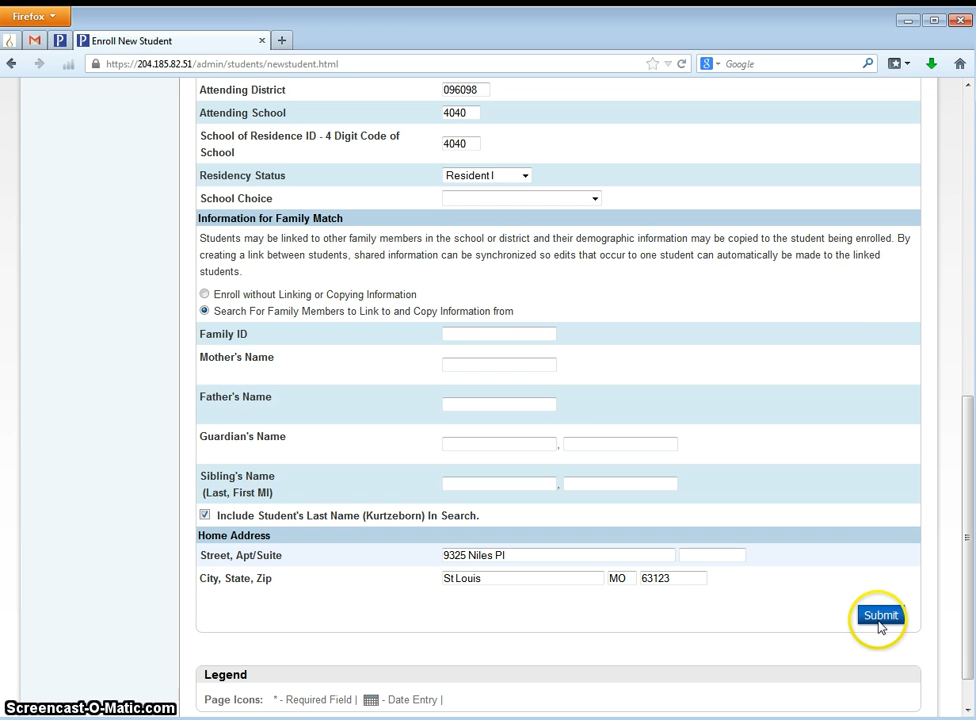 Firefox
Enroll New Student
https://204.185.82.51/admin/students/newstudent.html
Google
Attending District 096098
Attending School 4040
School of Residence ID - 4 Digit Code of
School 4040
Residency Status Resident I
School Choice
Information for Family Match
Students may be linked to other family members in the school or district and their demographic information may be copied to the student being enrolled. By
creating a link between students, shared information can be synchronized so edits that occur to one student can automatically be made to the linked
students.
Enroll without Linking or Copying Information
Search For Family Members to Link to and Copy Information from
Family ID
Mother's Name
Father's Name
Guardian's Name ,
Sibling's Name
(Last, First MI) ,
Include Student's Last Name (Kurtzeborn) In Search.
Home Address
Street, Apt/Suite 9325 Niles Pl
City, State, Zip St Louis MO 63123
Submit
Legend
Page Icons: * - Required Field | - Date Entry |
Screencast-O-Matic.com